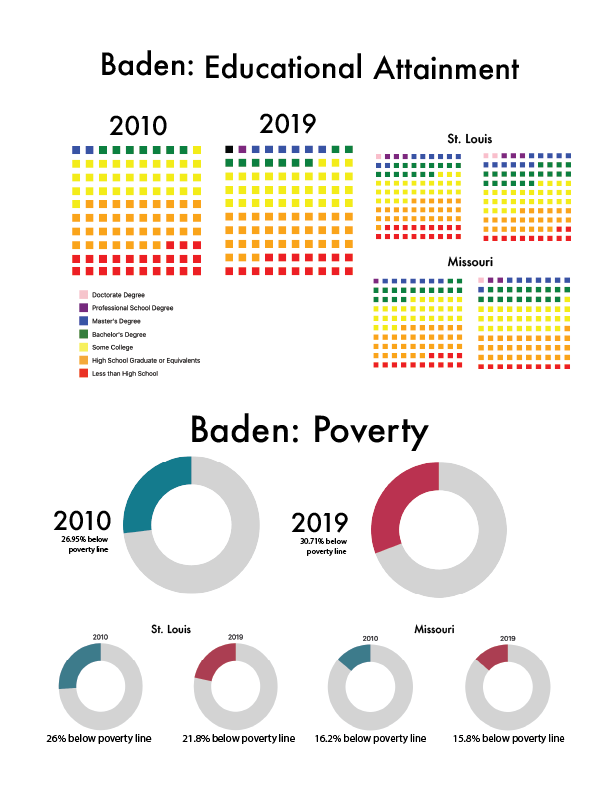 Baden: Educational Attainment
2010
2019
St. Louis
Missouri
Doctorate Degree
Professional School Degree
Master's Degree
Bachelor's Degree
Some College
High School Graduate or Equivalents
Less than High School
Baden: Poverty
2010
26.95% below
poverty line
2019
30.71% below
poverty line
St. Louis
Missouri
2010
2019
2010
2019
26% below poverty line
21.8% below poverty line
16.2% below poverty line
15.8% below poverty line